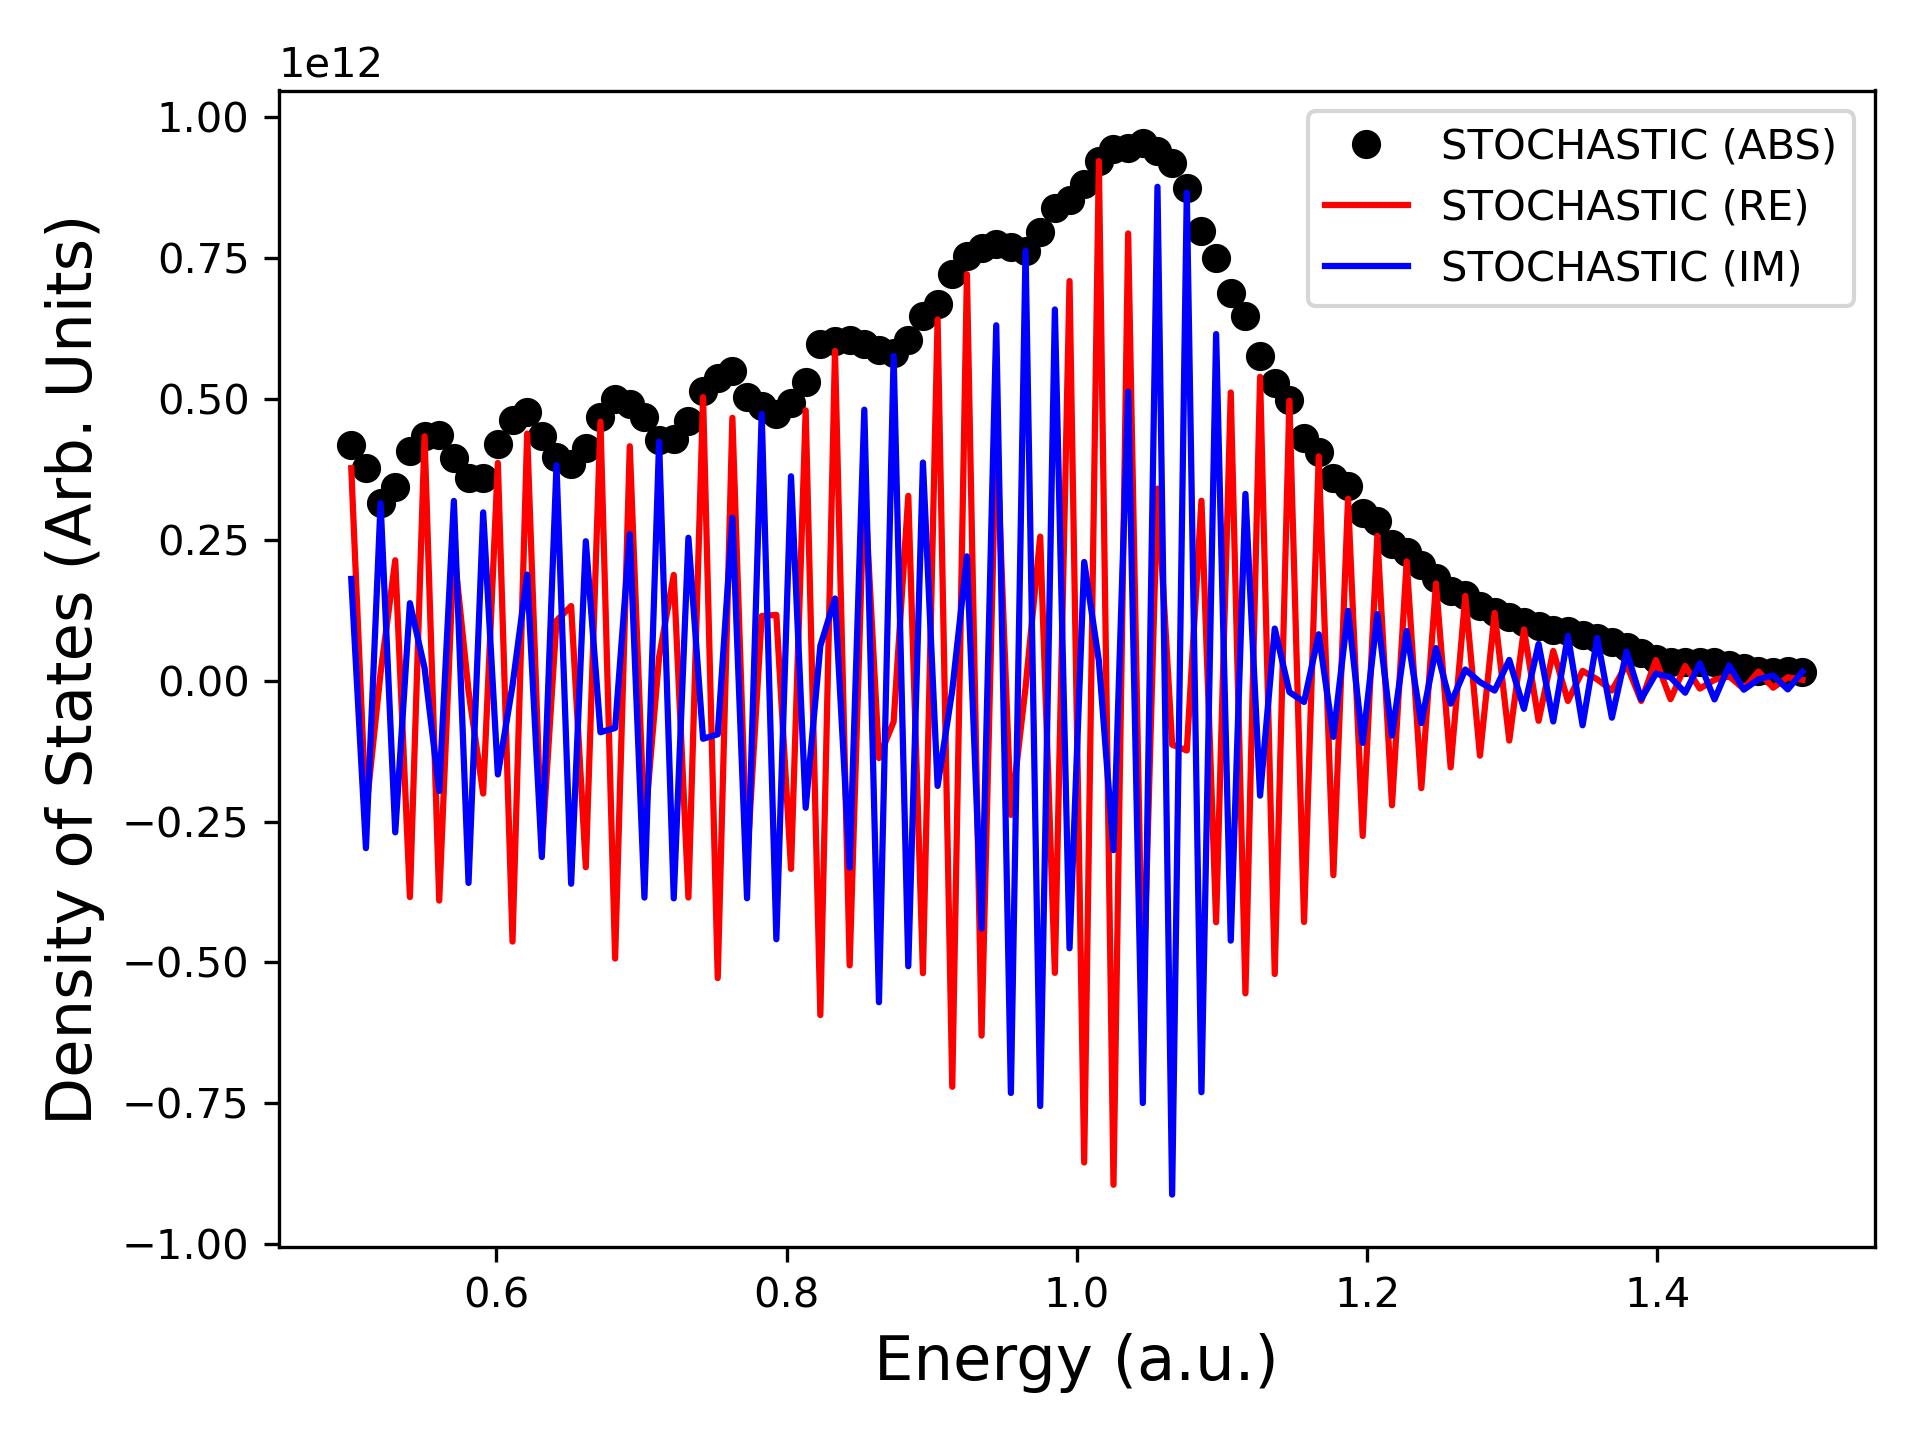 1e12
1.00
0.75
0.50
0.25
0.00
−0.25
−0.50
−0.75
−1.00
Density of States (Arb. Units)
STOCHASTIC (ABS)
STOCHASTIC (RE)
STOCHASTIC (IM)
0.6 0.8 1.0 1.2 1.4
Energy (a.u.)